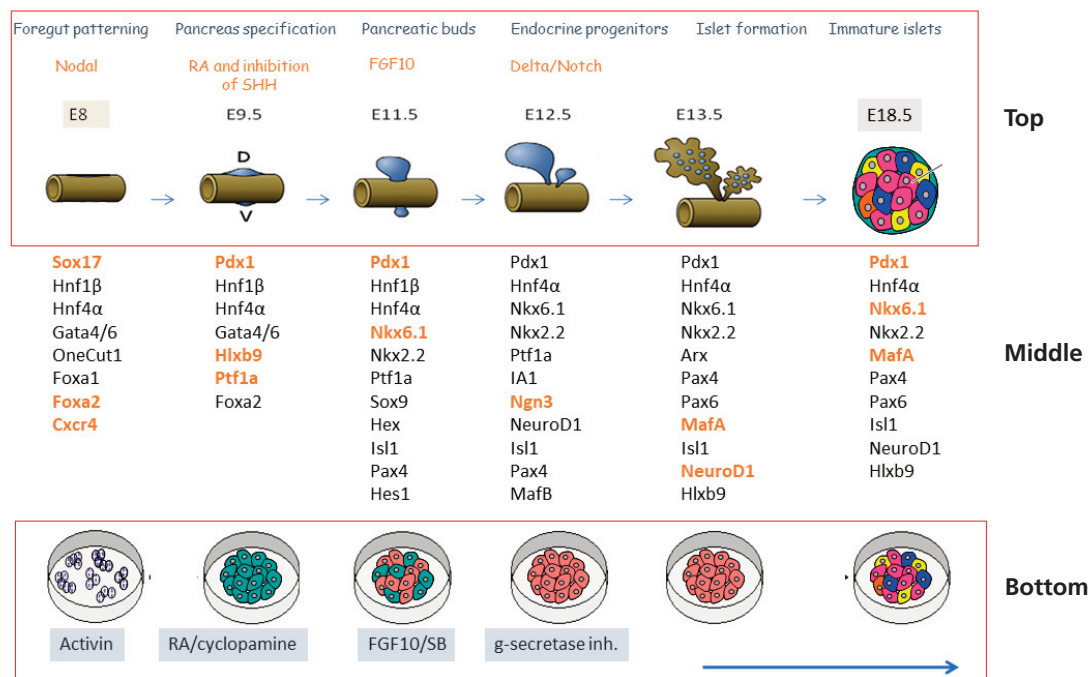 Foregut patterning
Pancreas specification
Pancreatic buds
Endocrine progenitors
Islet formation
Immature islets
Nodal
RA and inhibition
of SHH
FGF10
Delta/Notch
E8
E9.5
E11.5
E12.5
E13.5
E18.5
Top
D
V
Sox17
Hnf1β
Hnf4α
Gata4/6
OneCut1
Foxa1
Foxa2
Cxcr4
Pdx1
Hnf1β
Hnf4α
Gata4/6
Hlxb9
Ptf1a
Foxa2
Pdx1
Hnf1β
Hnf4α
Nkx6.1
Nkx2.2
Ptf1a
Sox9
Hex
Isl1
Pax4
Hes1
Pdx1
Hnf4α
Nkx6.1
Nkx2.2
Ptf1a
IA1
Ngn3
NeuroD1
Isl1
Pax4
MafB
Pdx1
Hnf4α
Nkx6.1
Nkx2.2
Arx
Pax4
Pax6
MafA
Isl1
NeuroD1
Hlxb9
Pdx1
Hnf4α
Nkx6.1
Nkx2.2
MafA
Pax4
Pax6
Isl1
NeuroD1
Hlxb9
Middle
Bottom
Activin
RA/cyclopamine
FGF10/SB
g-secretase inh.